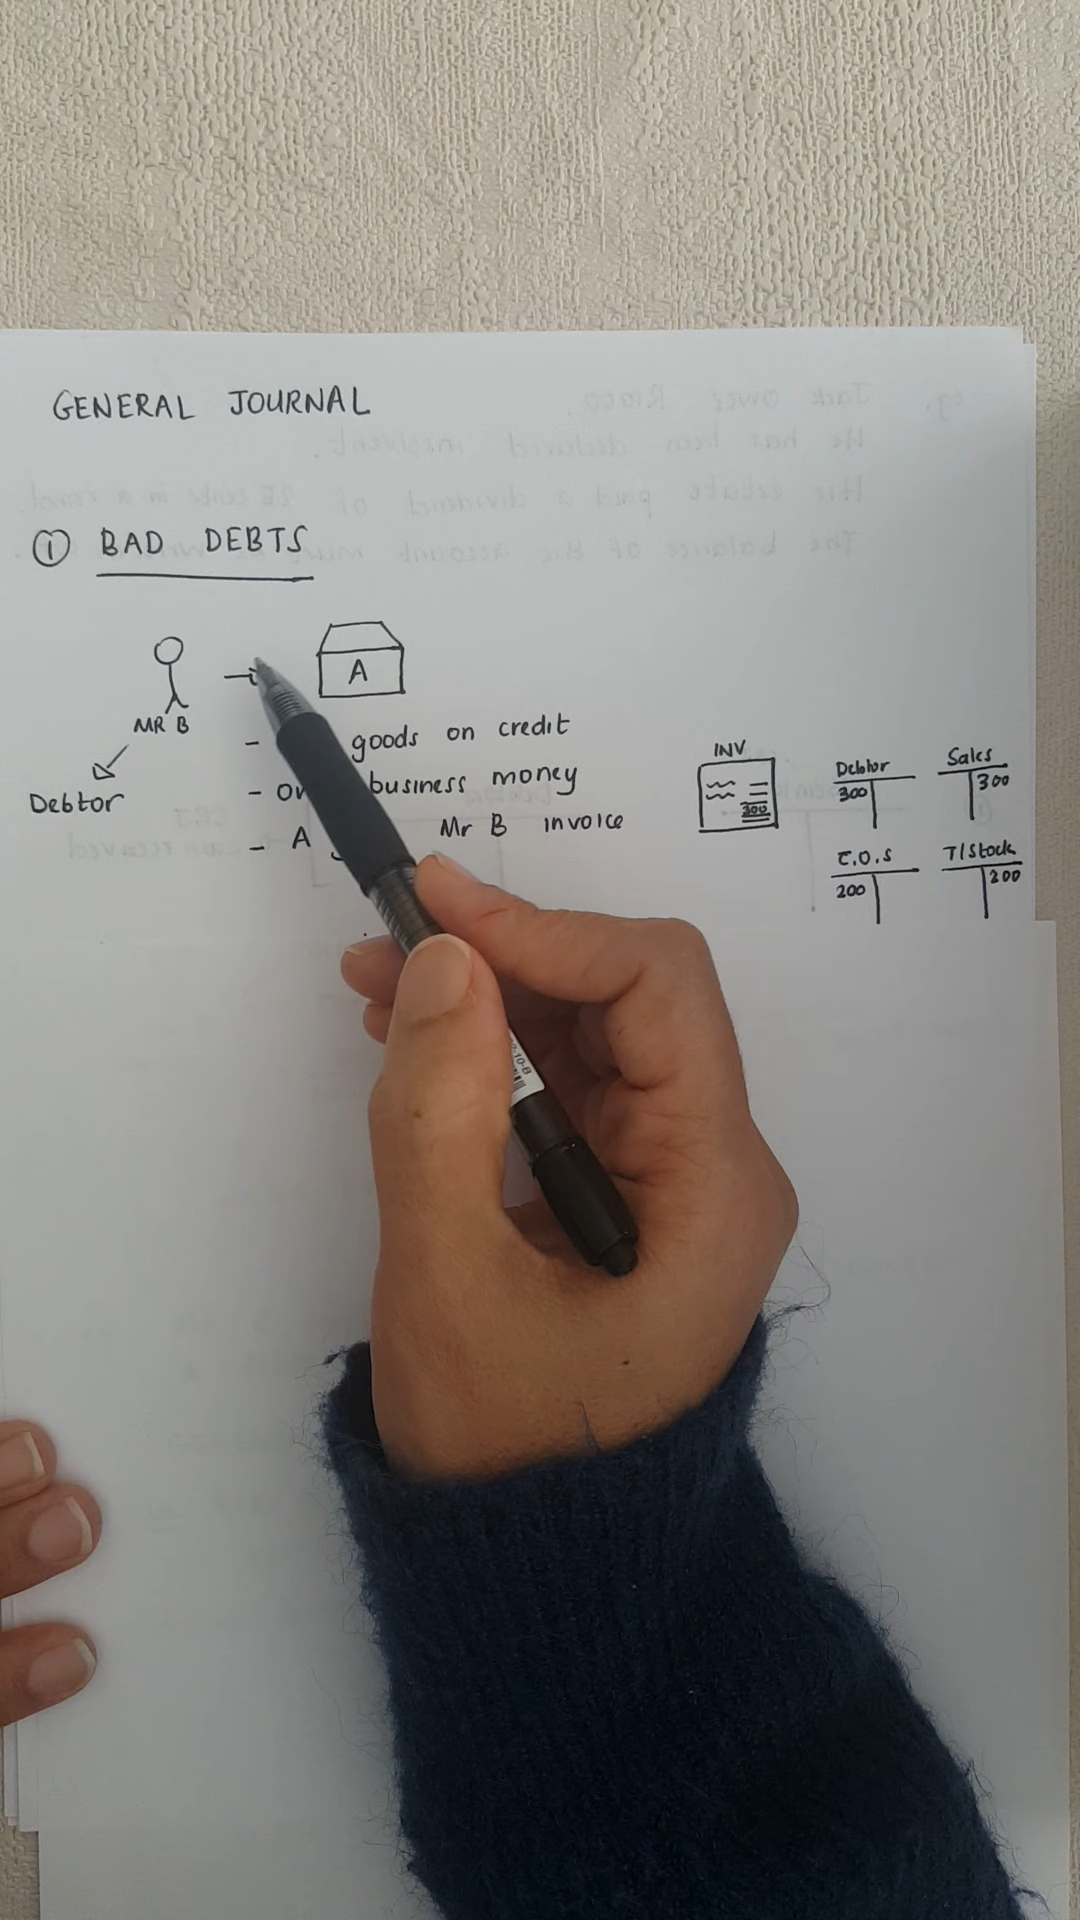 GENERAL JOURNAL
① BAD DEBTS
A
MR B
Debtor
- goods on credit
- business money
- A Mr B invoice
INV
300
Debtor
300
Sales
300
C.O.S
200
T/Stock
200